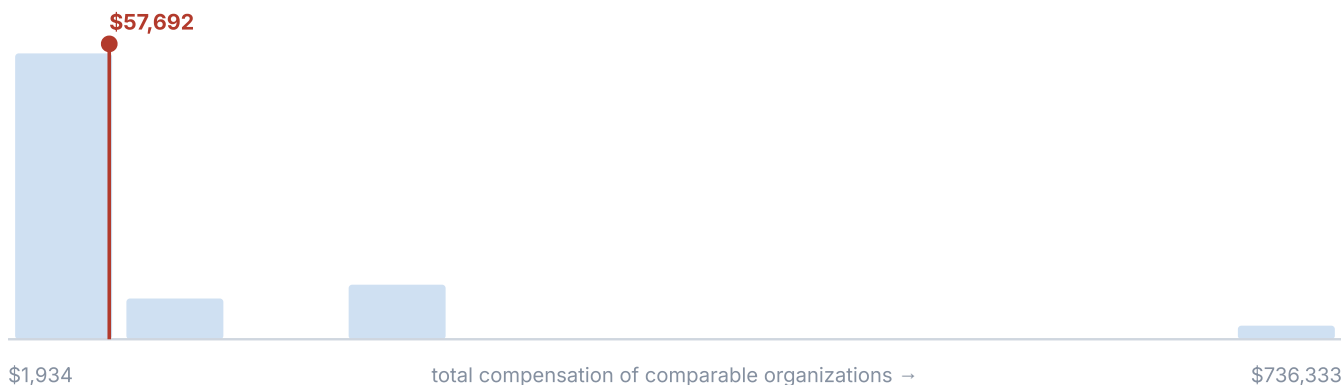 $57,692
$1,934
total compensation of comparable organizations →
$736,333